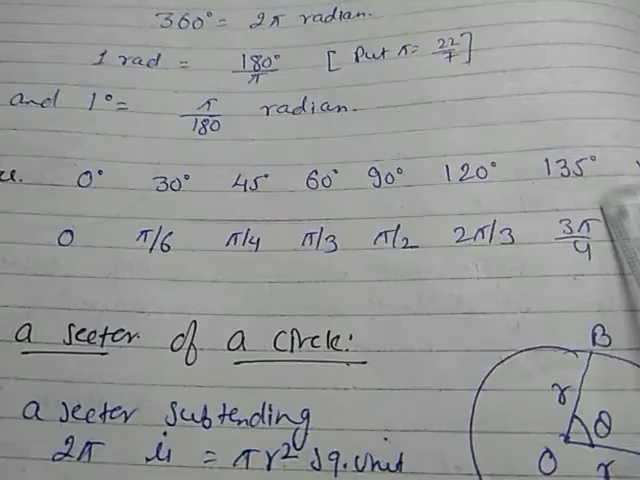 360° = 2π radian.
1 rad = 180°/π [Put π = 22/7]
and 1° = π/180 radian.
0° 30° 45° 60° 90° 120° 135°
0 π/6 π/4 π/3 π/2 2π/3 3π/4
a secter of a circle:
B
a secter subtending
r θ
2π is = πr² sq.unit
O r